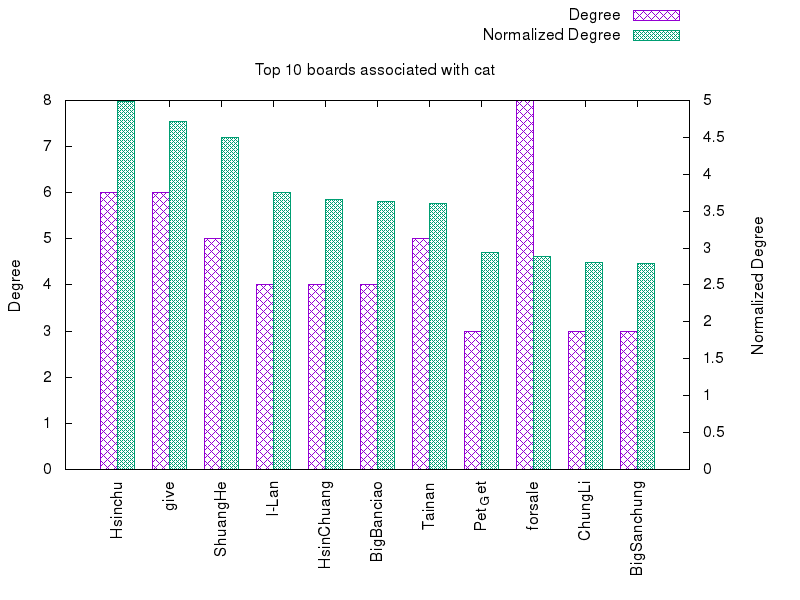 Degree
Normalized Degree
Top 10 boards associated with cat
8
7
6
5
4
3
2
1
0
5
4.5
4
3.5
3
2.5
2
1.5
1
0.5
0
Degree
Normalized Degree
Hsinchu
give
ShuangHe
I-Lan
HsinChuang
BigBanciao
Tainan
PetGet
forsale
ChungLi
BigSanchung